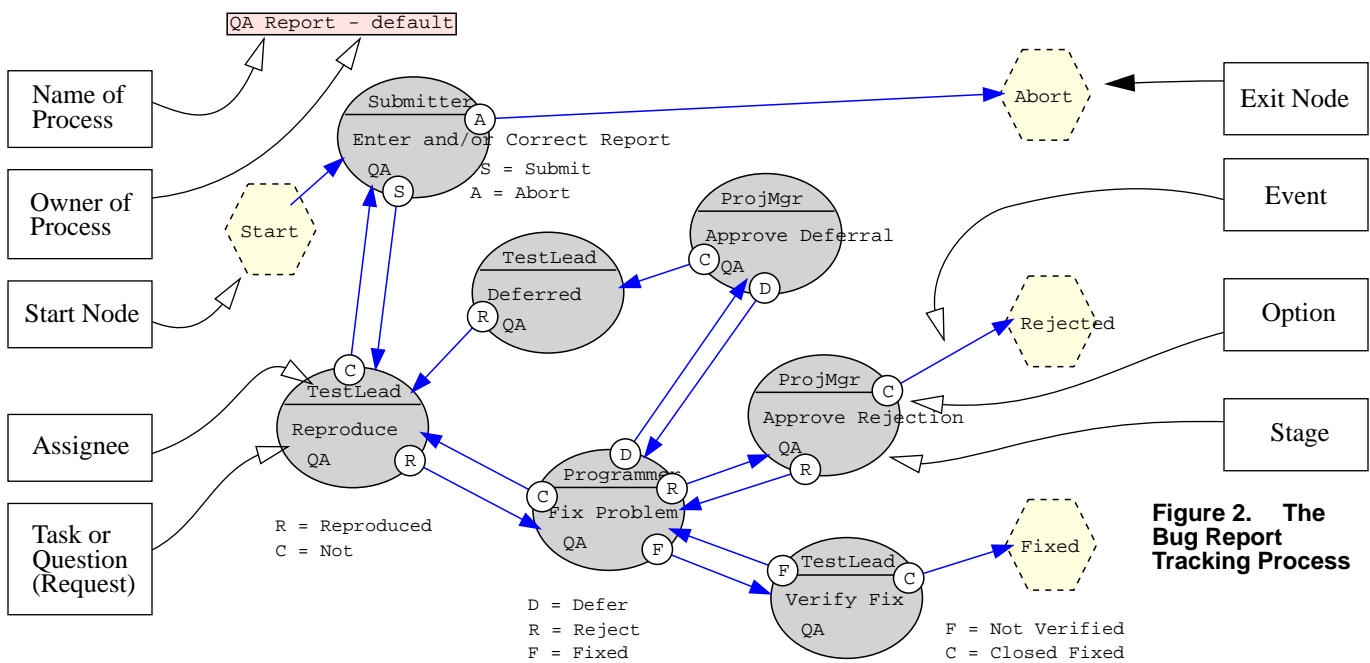 QA Report - default
Name of
Process
Owner of
Process
Start Node
Assignee
Task or
Question
(Request)
Start
Submitter
A
Enter and/or Correct Report
QA
S
S = Submit
A = Abort
Abort
Exit Node
Event
Option
Stage
ProjMgr
Approve Deferral
C
QA
D
TestLead
Deferred
R
QA
Rejected
C
TestLead
Reproduce
QA
R
R = Reproduced
C = Not
ProjMgr
C
Approve Rejection
QA
R
D
Programmer
R
C
Fix Problem
QA
F
D = Defer
R = Reject
F = Fixed
F
TestLead
C
Verify Fix
QA
F = Not Verified
C = Closed Fixed
Fixed
Figure 2. The
Bug Report
Tracking Process